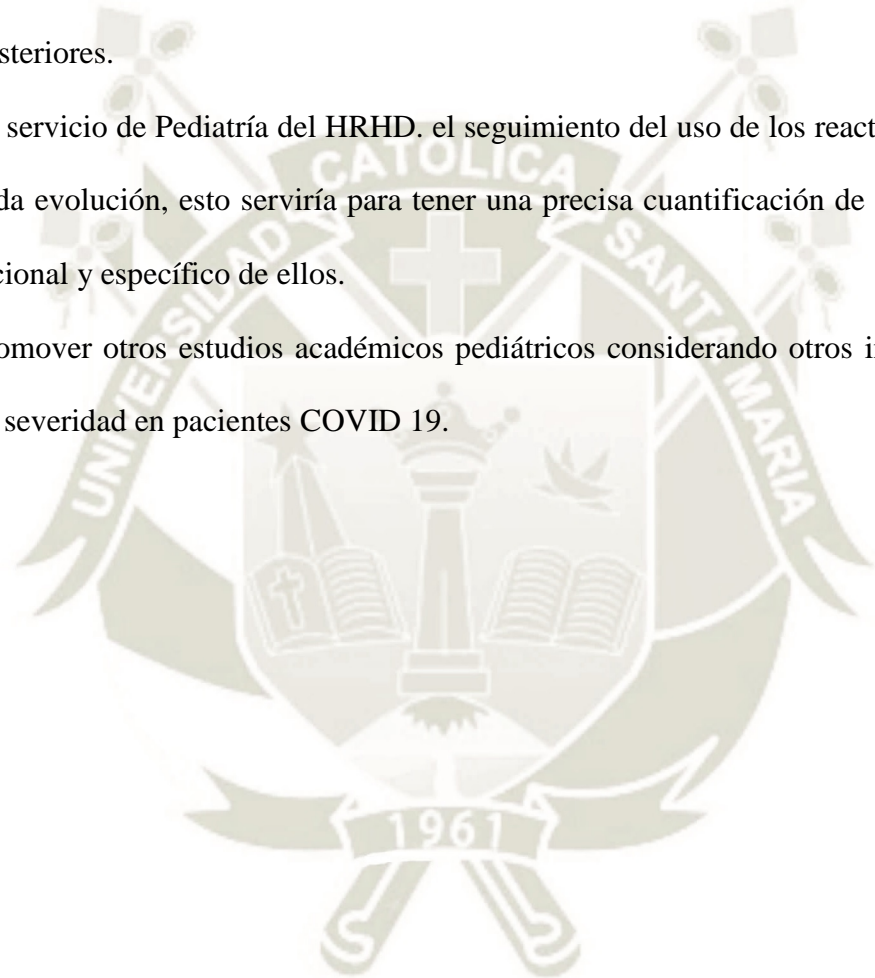 steriores.
servicio de Pediatría del HRHD. el seguimiento del uso de los react
da evolución, esto serviría para tener una precisa cuantificación de
cional y específico de ellos.
omover otros estudios académicos pediátricos considerando otros i
severidad en pacientes COVID 19.
UNIVERSIDAD CATOLICA SANTA MARIA
1961